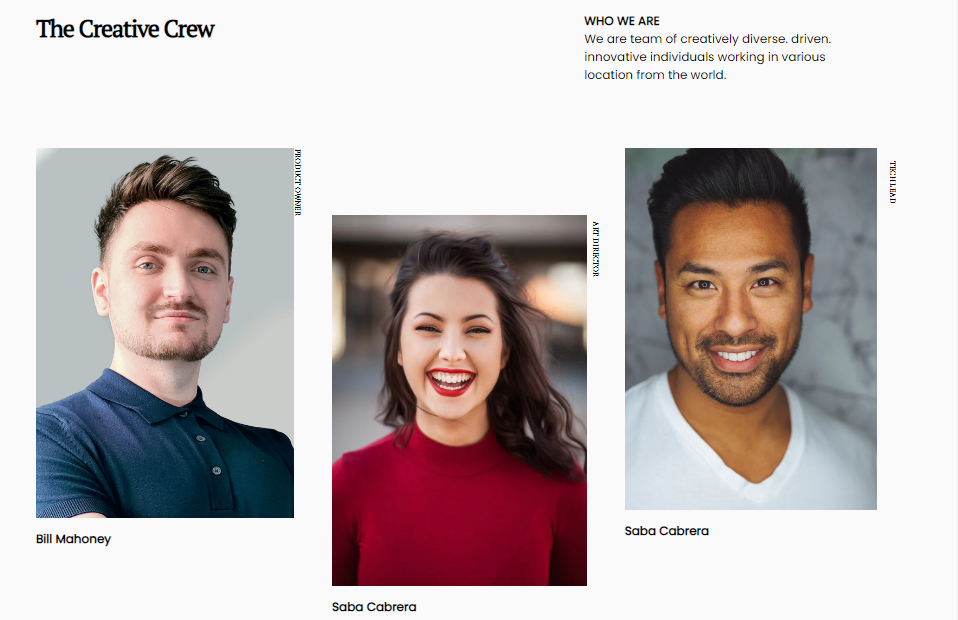 The Creative Crew
WHO WE ARE
We are team of creatively diverse. driven.
innovative individuals working in various
location from the world.
PRODUCT OWNER
Bill Mahoney
ART DIRECTOR
Saba Cabrera
TECH LEAD
Saba Cabrera